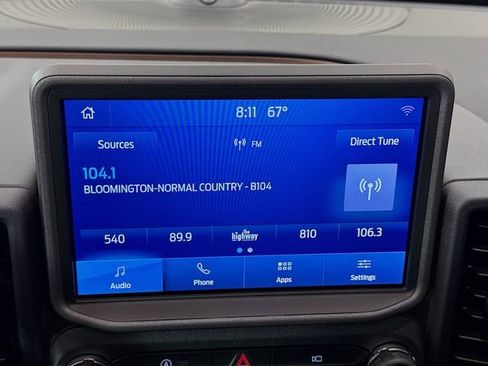 8:11 67°
Sources
FM
Direct Tune
104.1
BLOOMINGTON-NORMAL COUNTRY - B104
540
89.9
the highway
810
106.3
Audio
Phone
Apps
Settings